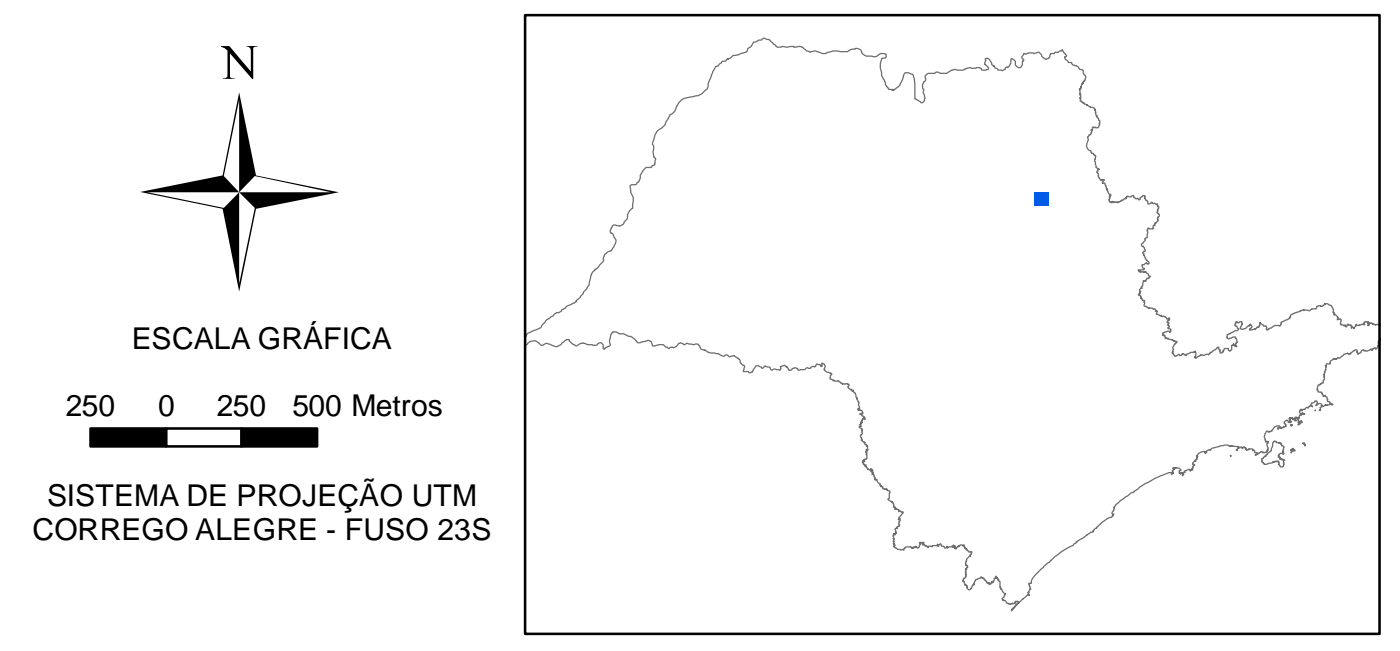 N
ESCALA GRÁFICA
250 0 250 500 Metros
SISTEMA DE PROJEÇÃO UTM
CORREGO ALEGRE - FUSO 23S